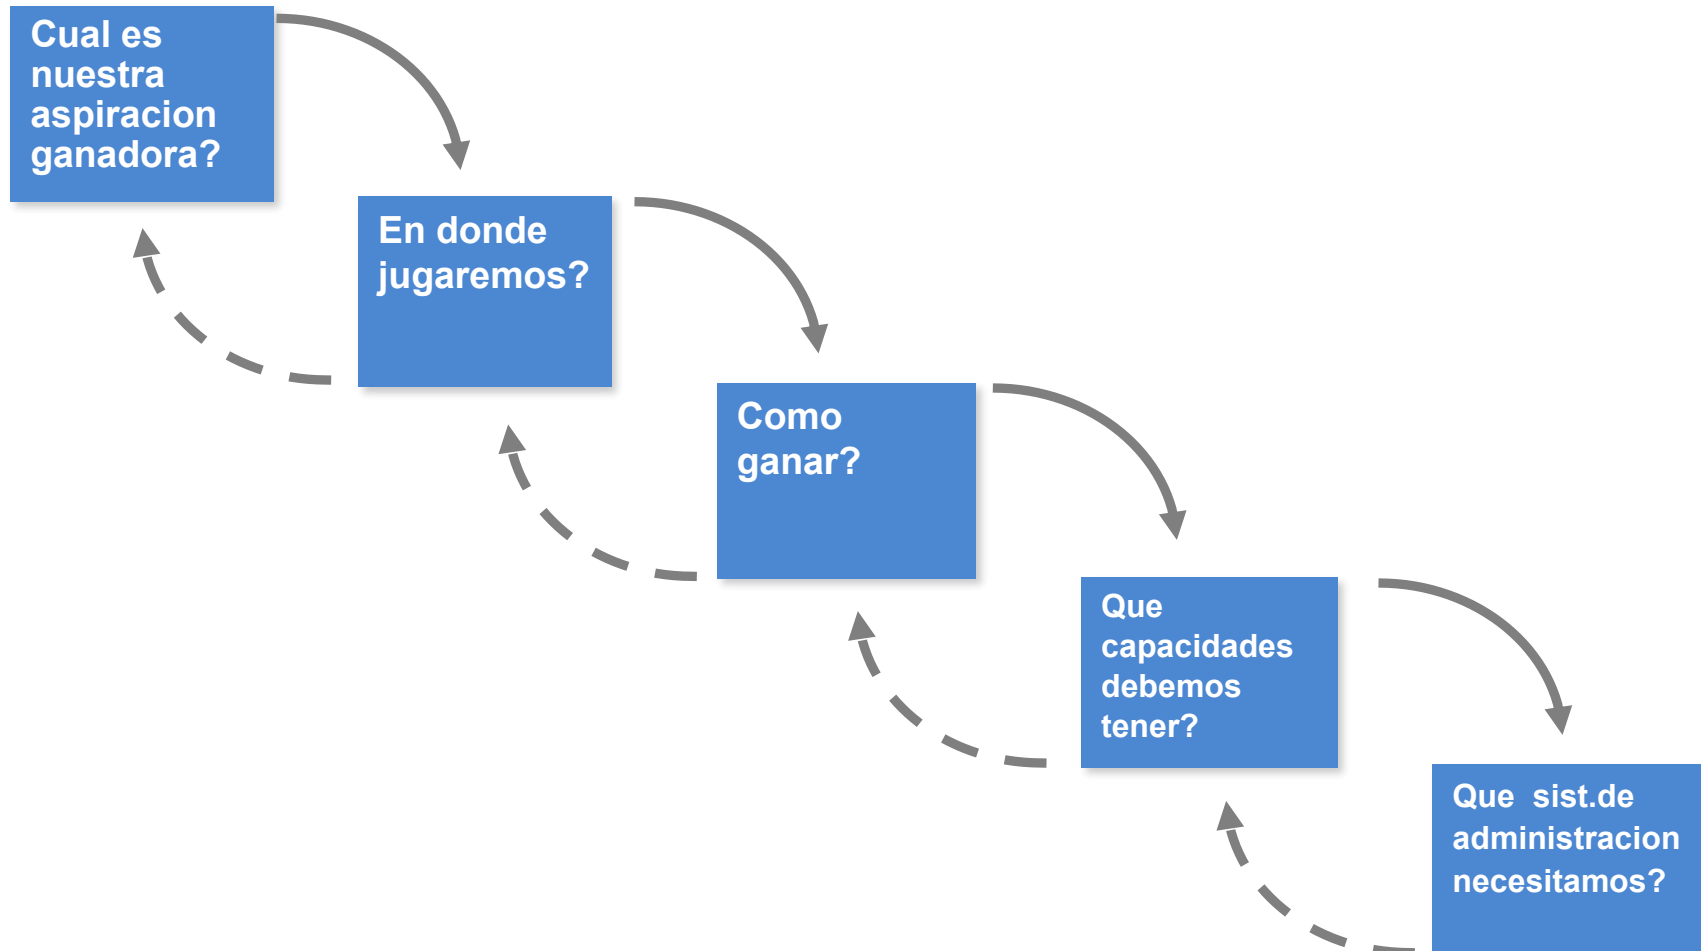 Cual es
nuestra
aspiracion
ganadora?
En donde
jugaremos?
Como
ganar?
Que
capacidades
debemos
tener?
Que  sist.de
administracion
necesitamos?